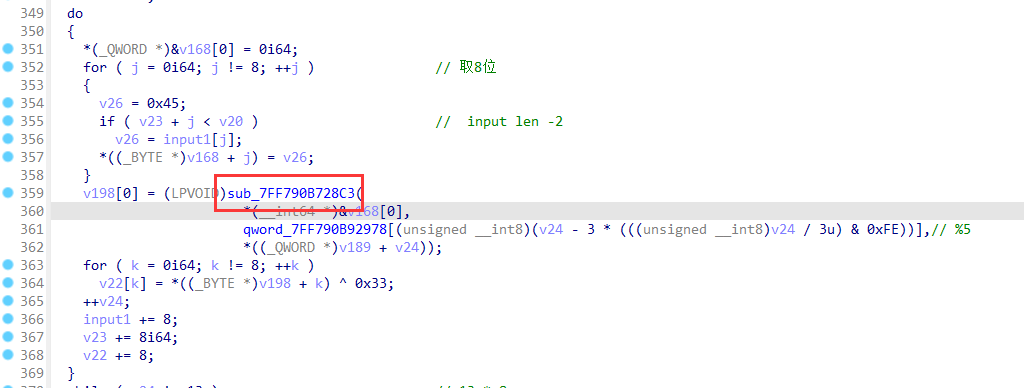 349 do
350 {
351 *(_QWORD *)&v168[0] = 0i64;
352 for ( j = 0i64; j != 8; ++j ) // 取8位
353 {
354 v26 = 0x45;
355 if ( v23 + j < v20 ) // input len -2
356 v26 = input1[j];
357 *((_BYTE *)v168 + j) = v26;
358 }
359 v198[0] = (LPVOID)sub_7FF790B728C3(
360 *(__int64 *)&v168[0],
361 qword_7FF790B92978[(unsigned __int8)(v24 - 3 * (((unsigned __int8)v24 / 3u) & 0xFE))],// %5
362 *((_QWORD *)v189 + v24));
363 for ( k = 0i64; k != 8; ++k )
364 v22[k] = *((_BYTE *)v198 + k) ^ 0x33;
365 ++v24;
366 input1 += 8;
367 v23 += 8i64;
368 v22 += 8;
369 }